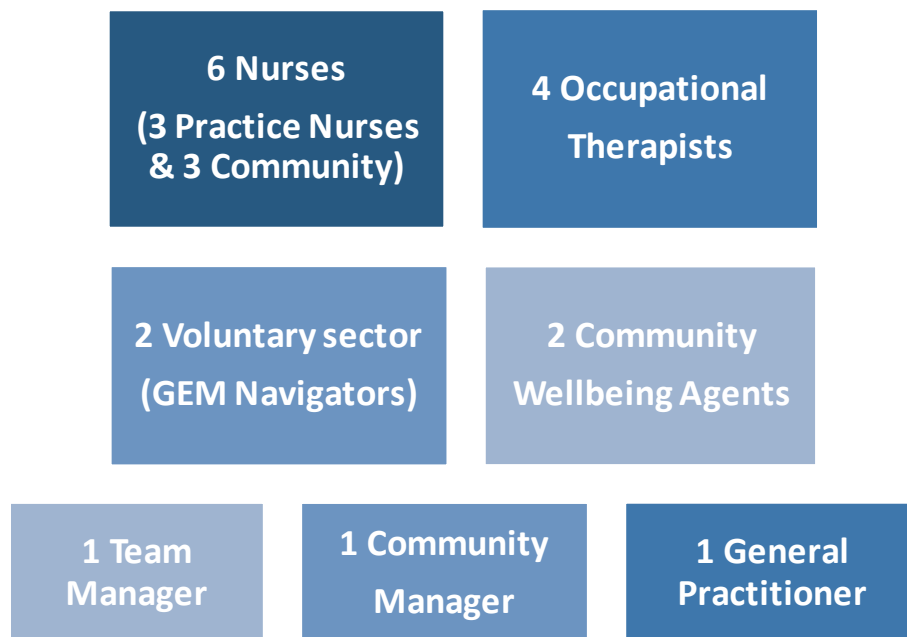 6 Nurses
(3 Practice Nurses
& 3 Community)
4 Occupational
Therapists
2 Voluntary sector
(GEM Navigators)
2 Community
Wellbeing Agents
1 Team
Manager
1 Community
Manager
1 General
Practitioner